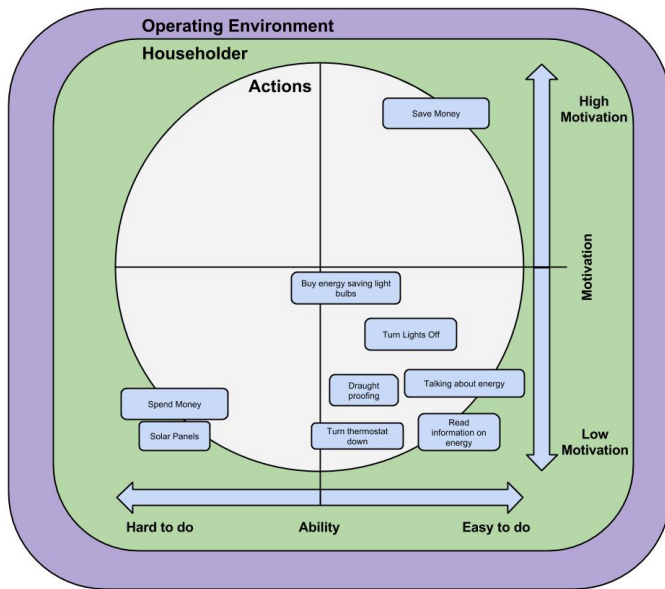 Operating Environment
Householder
Actions
Save Money
High
Motivation
Motivation
Buy energy saving light
bulbs
Turn Lights Off
Draught
proofing
Talking about energy
Spend Money
Solar Panels
Turn thermostat
down
Read
information on
energy
Low
Motivation
Hard to do
Ability
Easy to do